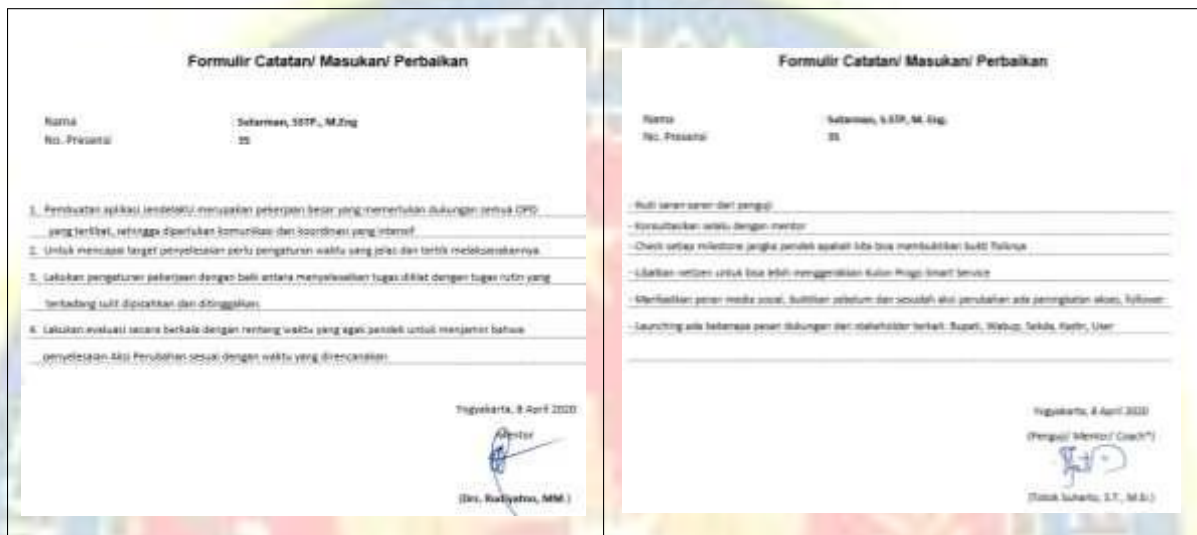 Formulir Catatan/ Masukan/ Perbaikan
Nama Sutarman, SSTP., M.Eng
No. Presensi 35
1. Pembuatan aplikasi merupakan pekerjaan besar yang memerlukan dukungan semua OPD
yang terlibat, sehingga diperlukan komunikasi dan koordinasi yang intensif
2. Untuk mencapai target penyelesaian perlu pengaturan waktu yang jelas dan tertib melaksanakannya
3. Lakukan pengaturan pekerjaan dengan baik antara menyelesaikan tugas diklat dengan tugas rutin yang
terkadang sulit dipisahkan dan ditinggalkan
4. Lakukan evaluasi secara berkala dengan rentang waktu yang agak pendek untuk menjamin bahwa
penyelesaian Aksi Perubahan sesuai dengan waktu yang direncanakan
Yogyakarta, 8 April 2020
Mentor
(Drs. Rudiyatno, MM.)
Formulir Catatan/ Masukan/ Perbaikan
Nama Sutarman, S.STP, M. Eng.
No. Presensi 35
- Ikuti saran-saran dari penguji
- Konsultasikan selalu dengan mentor
- Check setiap milestone jangka pendek apakah kita bisa membuktikan bukti fisiknya
- Libatkan netizen untuk bisa lebih menggerakkan Kulon Progo Smart Service
- peran media sosial, buktikan sebelum dan sesudah aksi perubahan ada peningkatan akses, follower
- Launching ada beberapa pesan dukungan dari stakeholder terkait: Bupati, Wabup, Sekda, User
Yogyakarta, 8 April 2020
(Penguji/ Mentor/ Coach*)
(Totok Suharto, S.T., M.Si.)